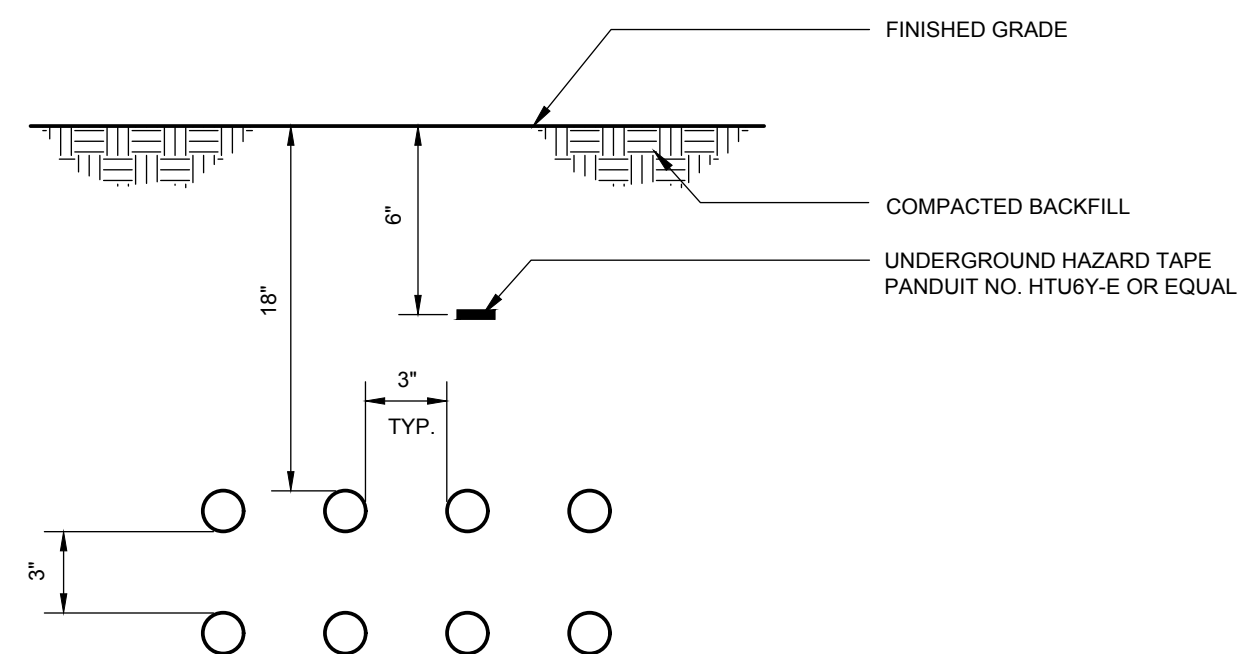 FINISHED GRADE
COMPACTED BACKFILL
6"
UNDERGROUND HAZARD TAPE
PANDUIT NO. HTU6Y-E OR EQUAL
18"
3"
TYP.
3"